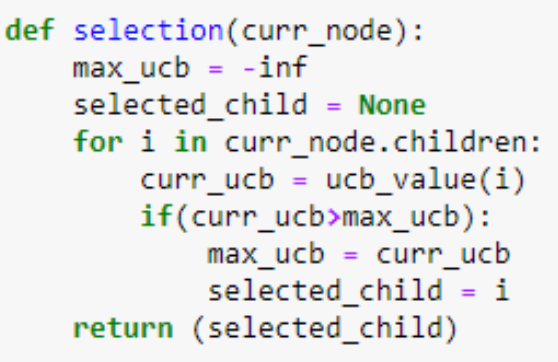 def selection(curr_node):
    max_ucb = -inf
    selected_child = None
    for i in curr_node.children:
        curr_ucb = ucb_value(i)
        if(curr_ucb>max_ucb):
            max_ucb = curr_ucb
            selected_child = i
    return (selected_child)